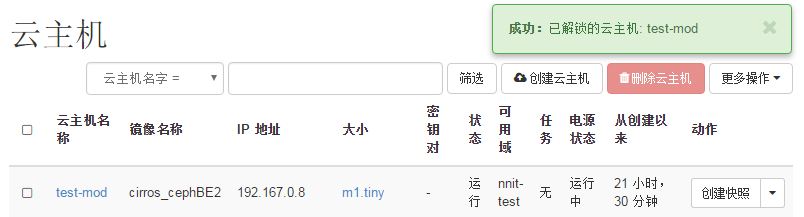 云主机
成功：已解锁的云主机: test-mod ×
云主机名字 = ▾ 筛选 创建云主机 删除云主机 更多操作
云主机名称 镜像名称 IP 地址 大小 密钥对 状态 可用域 任务 电源状态 从创建以来 动作
test-mod cirros_cephBE2 192.167.0.8 m1.tiny - 运行 nnit-test 无 运行中 21 小时，30 分钟 创建快照